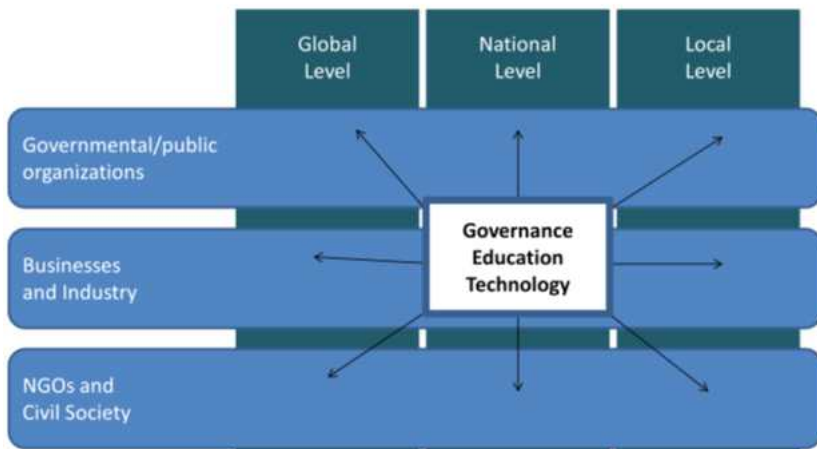 Global
Level
National
Level
Local
Level
Governmental/public
organizations
Governance
Education
Technology
Businesses
and Industry
NGOs and
Civil Society